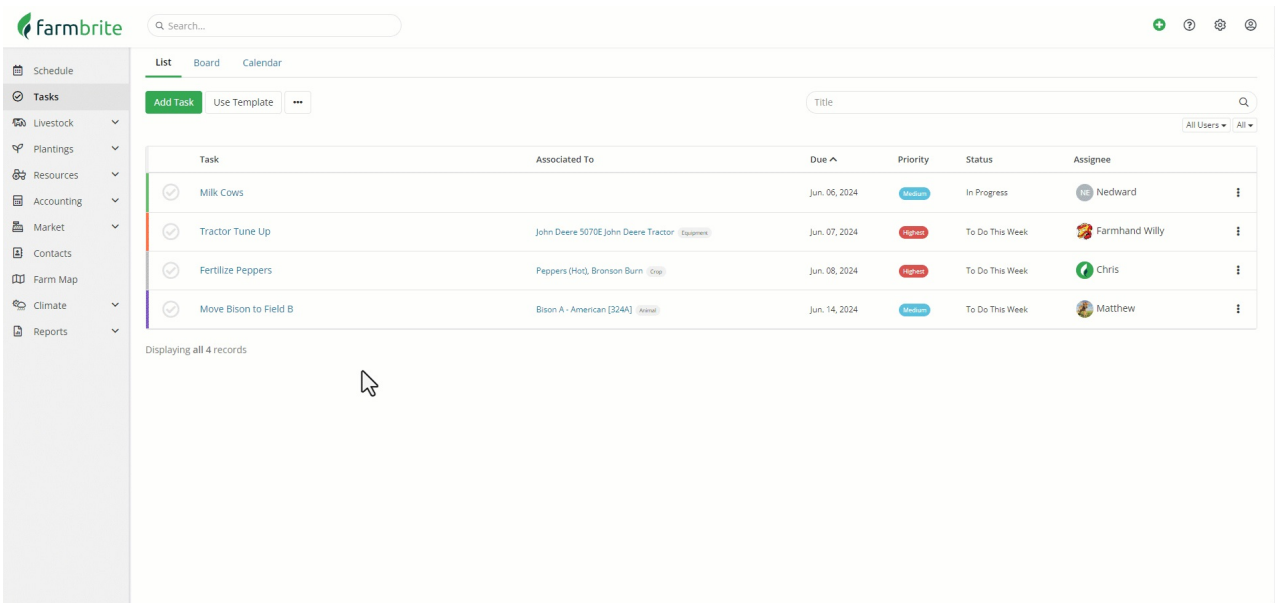 farmbrite
Search...
Schedule
Tasks
Livestock
Plantings
Resources
Accounting
Market
Contacts
Farm Map
Climate
Reports
List Board Calendar
Add Task Use Template •••
Title
All Users All
Task Associated To Due Priority Status Assignee
Milk Cows Jun. 06, 2024 Medium In Progress NE Nedward
Tractor Tune Up John Deere 5070E John Deere Tractor Equipment Jun. 07, 2024 Highest To Do This Week Farmhand Willy
Fertilize Peppers Peppers (Hot), Bronson Burn Crop Jun. 08, 2024 Highest To Do This Week Chris
Move Bison to Field B Bison A - American [324A] Animal Jun. 14, 2024 Medium To Do This Week Matthew
Displaying all 4 records